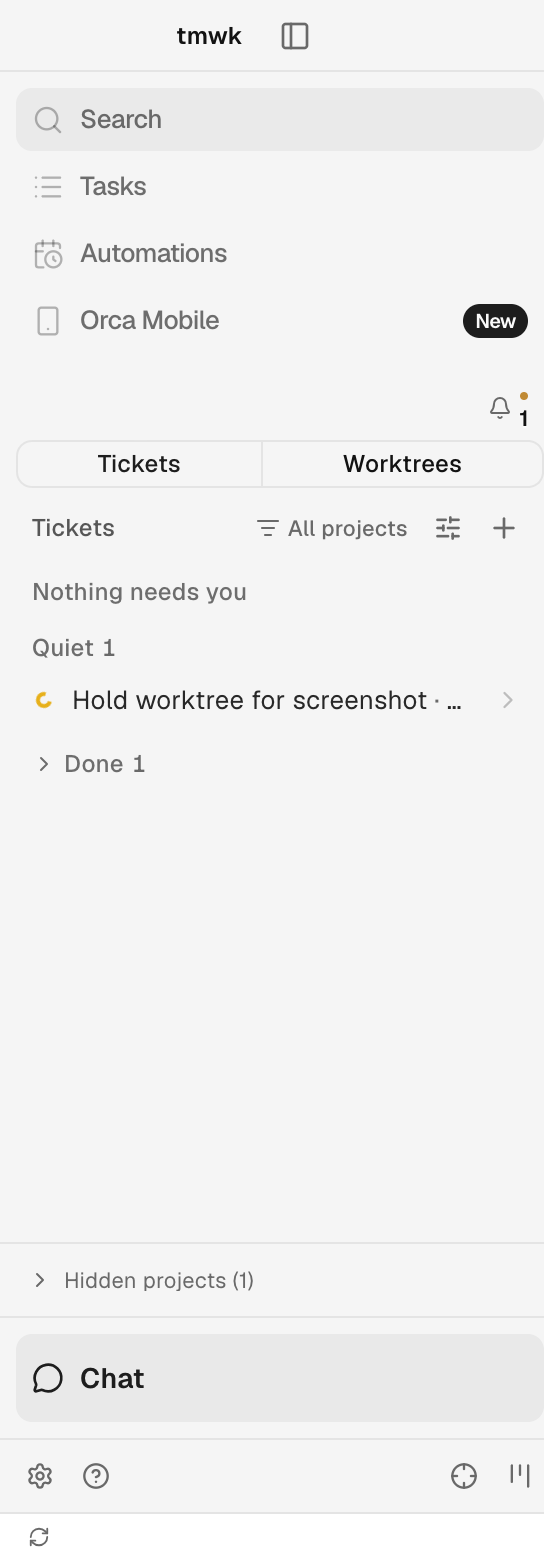 tmwk
Search
Tasks
Automations
Orca Mobile New
1
Tickets Worktrees
Tickets All projects
Nothing needs you
Quiet 1
Hold worktree for screenshot · …
Done 1
Hidden projects (1)
Chat